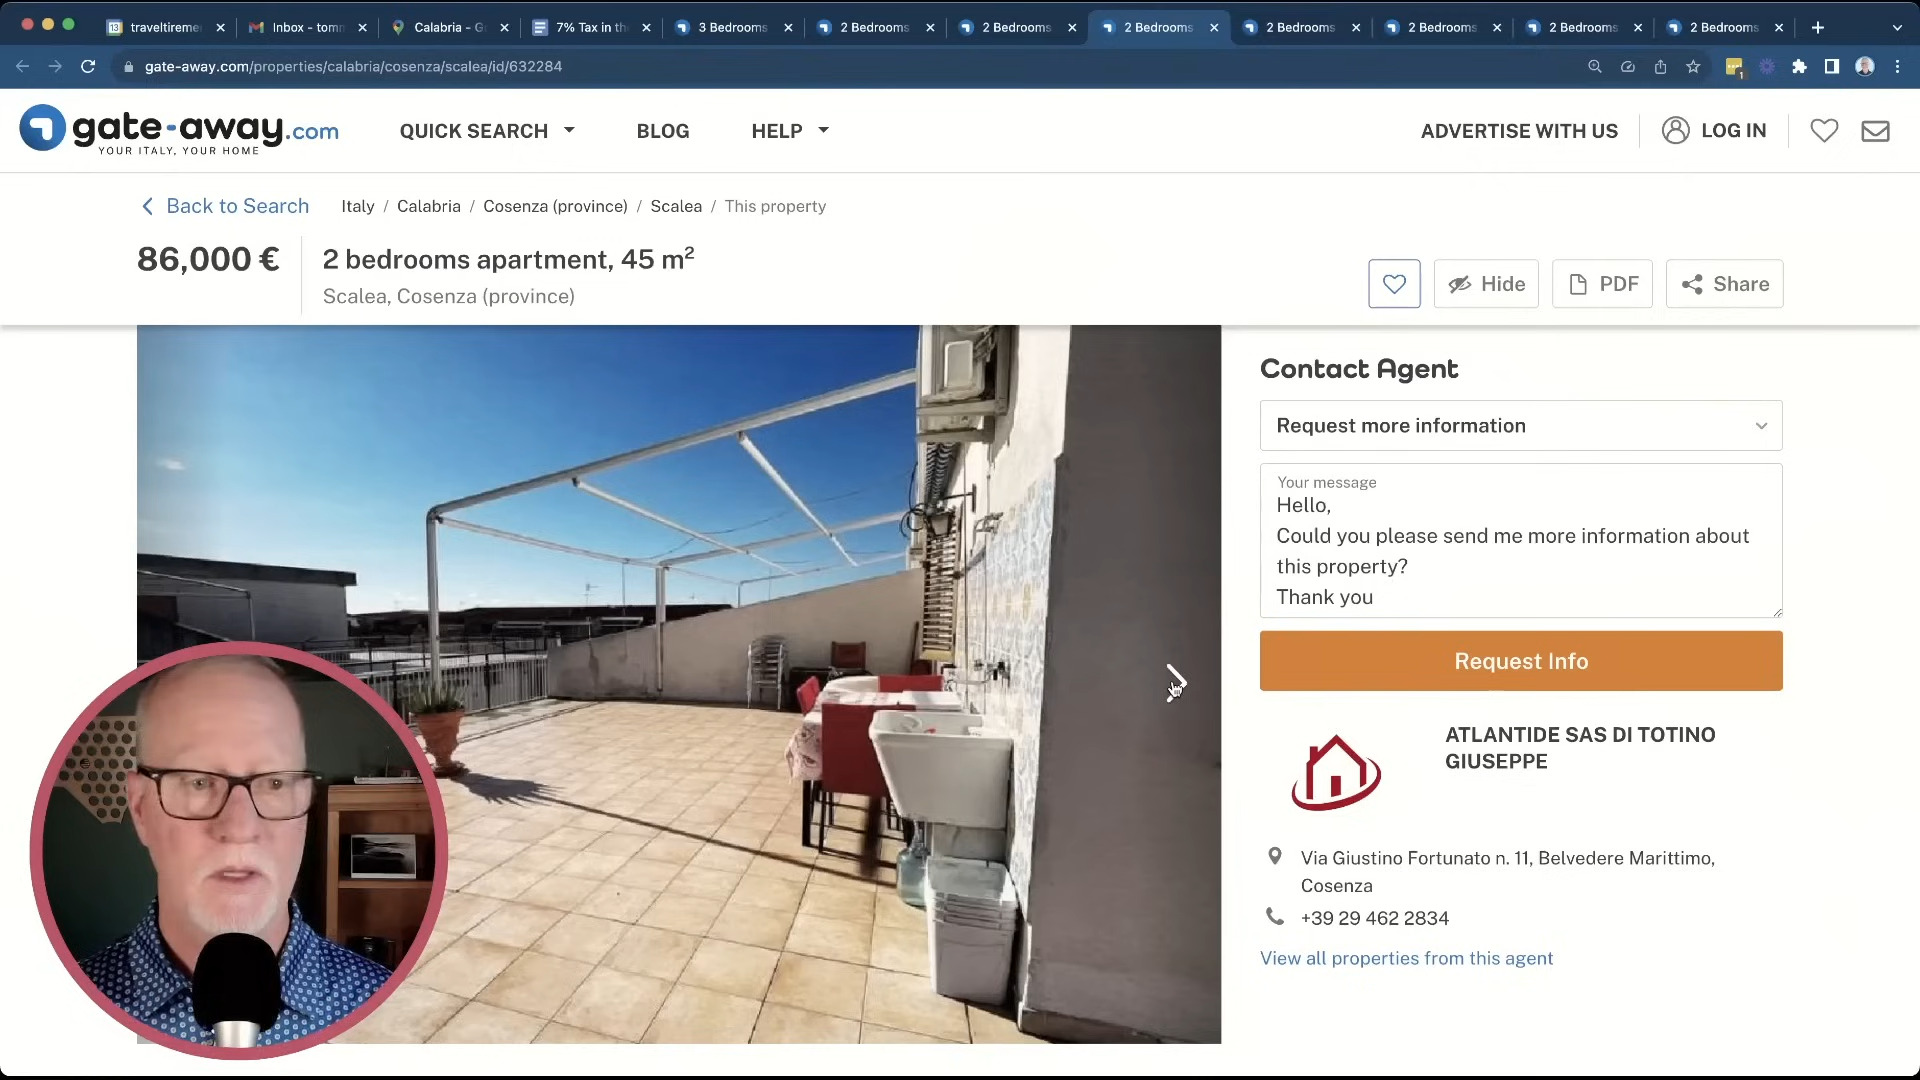 traveltireme
Inbox - tomm
Calabria - G
7% Tax in th
3 Bedrooms
2 Bedrooms
2 Bedrooms
2 Bedrooms
2 Bedrooms
2 Bedrooms
2 Bedrooms
2 Bedrooms
gate-away.com/properties/calabria/cosenza/scalea/id/632284
gate-away.com
YOUR ITALY, YOUR HOME
QUICK SEARCH
BLOG
HELP
ADVERTISE WITH US
LOG IN
Back to Search
Italy / Calabria / Cosenza (province) / Scalea / This property
86,000 €
2 bedrooms apartment, 45 m²
Scalea, Cosenza (province)
Hide
PDF
Share
Contact Agent
Request more information
Your message
Hello,
Could you please send me more information about
this property?
Thank you
Request Info
ATLANTIDE SAS DI TOTINO
GIUSEPPE
Via Giustino Fortunato n. 11, Belvedere Marittimo,
Cosenza
+39 29 462 2834
View all properties from this agent